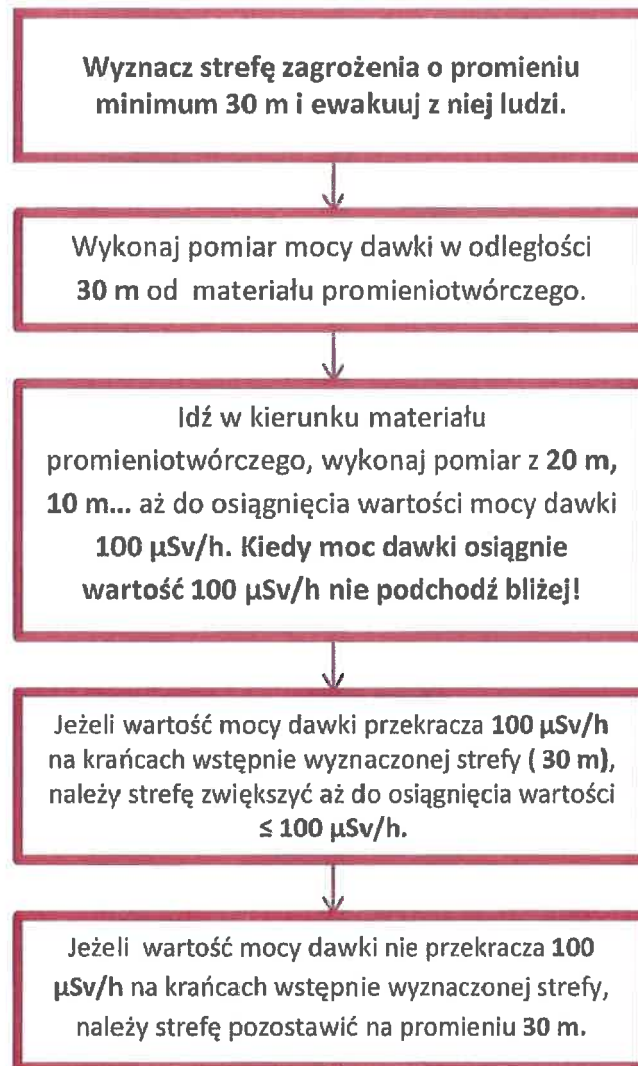 Wyznacz strefę zagrożenia o promieniu
minimum 30 m i ewakuuj z niej ludzi.
Wykonaj pomiar mocy dawki w odległości
30 m od materiału promieniotwórczego.
Idź w kierunku materiału
promieniotwórczego, wykonaj pomiar z 20 m,
10 m... aż do osiągnięcia wartości mocy dawki
100 µSv/h. Kiedy moc dawki osiągnie
wartość 100 µSv/h nie podchodź bliżej!
Jeżeli wartość mocy dawki przekracza 100 µSv/h
na krańcach wstępnie wyznaczonej strefy ( 30 m),
należy strefę zwiększyć aż do osiągnięcia wartości
≤ 100 µSv/h.
Jeżeli wartość mocy dawki nie przekracza 100
µSv/h na krańcach wstępnie wyznaczonej strefy,
należy strefę pozostawić na promieniu 30 m.